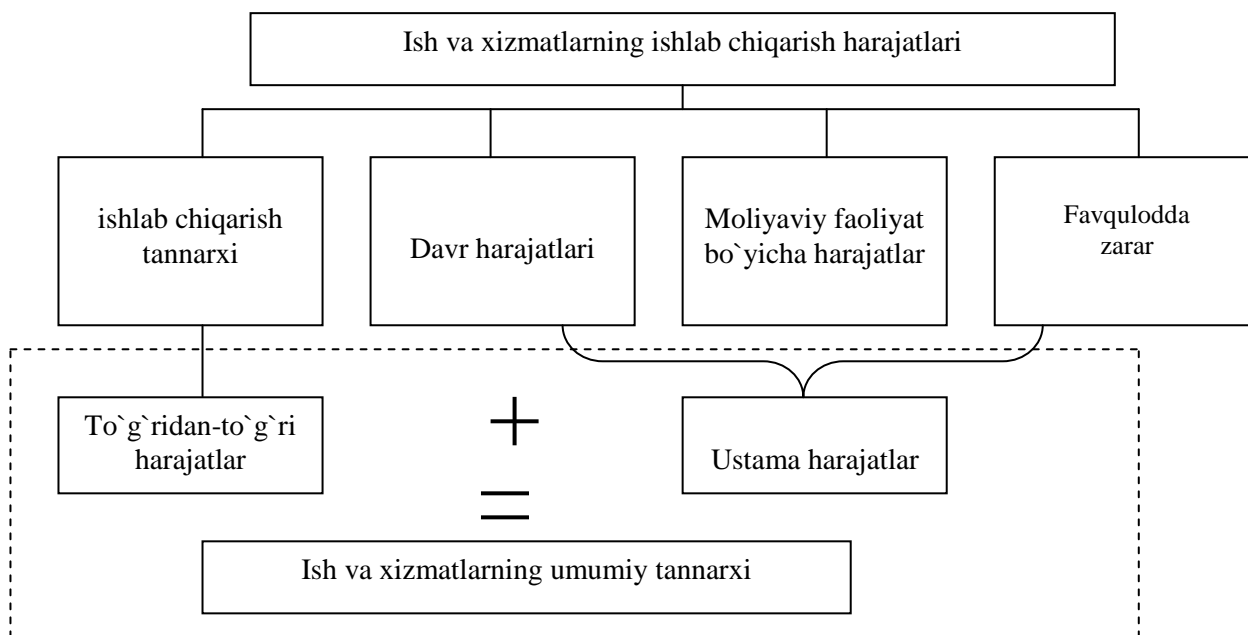 Ish va xizmatlarning ishlab chiqarish harajatlari
ishlab chiqarish
tannarxi
Davr harajatlari
Moliyaviy faoliyat
bo`yicha harajatlar
Favqulodda
zarar
To`g`ridan-to`g`ri
harajatlar
+
Ustama harajatlar
=
Ish va xizmatlarning umumiy tannarxi